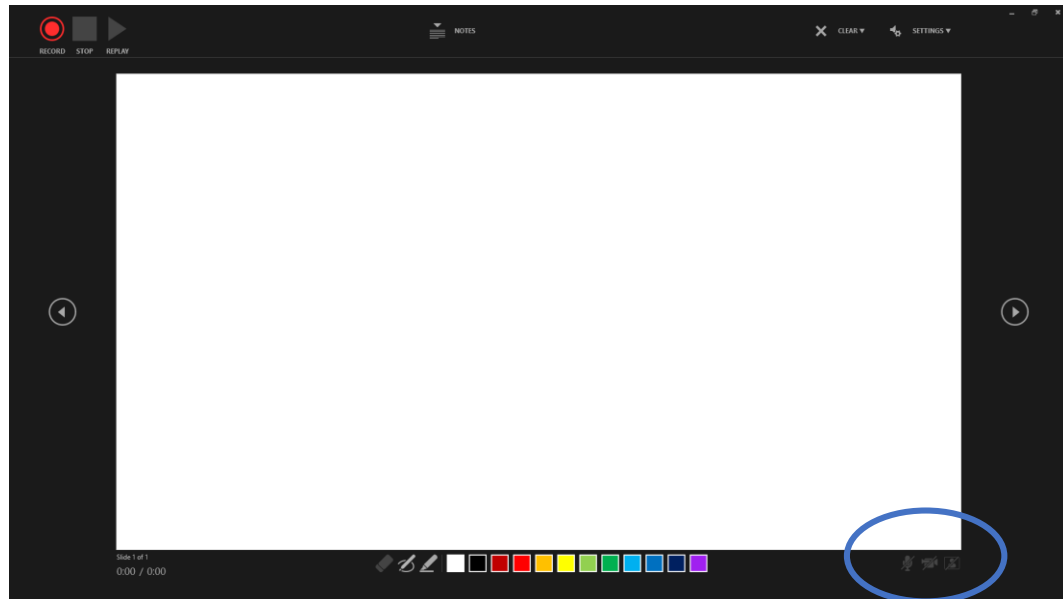 NOTES
CLEAR ▾
SETTINGS ▾
RECORD STOP REPLAY
Slide 1 of 1
0:00 / 0:00